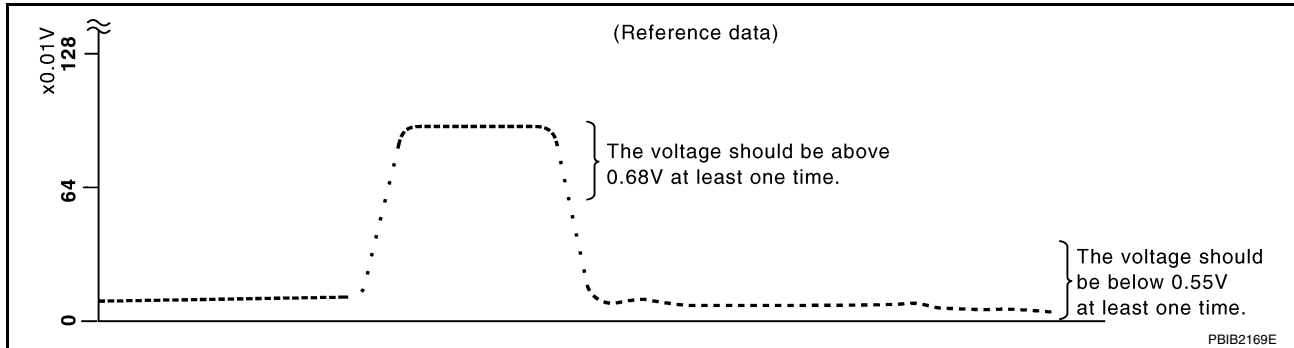 (Reference data)
x0.01V
128
64
0
The voltage should be above
0.68V at least one time.
The voltage should
be below 0.55V
at least one time.
PBIB2169E